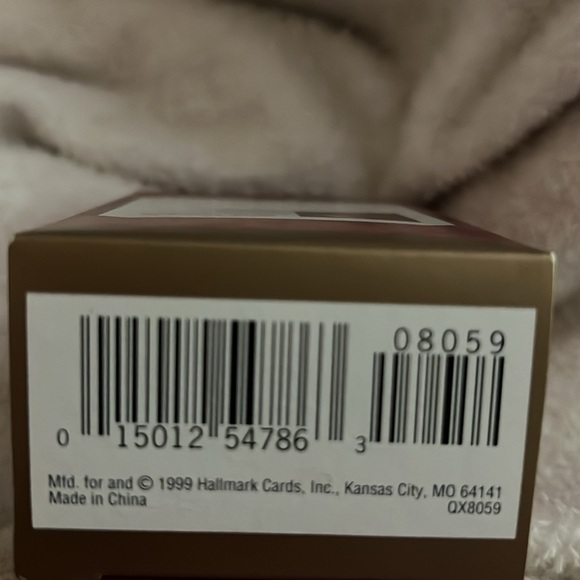 08059
0 15012 54786 3
Mfd. for and © 1999 Hallmark Cards, Inc., Kansas City, MO 64141
Made in China
QX8059